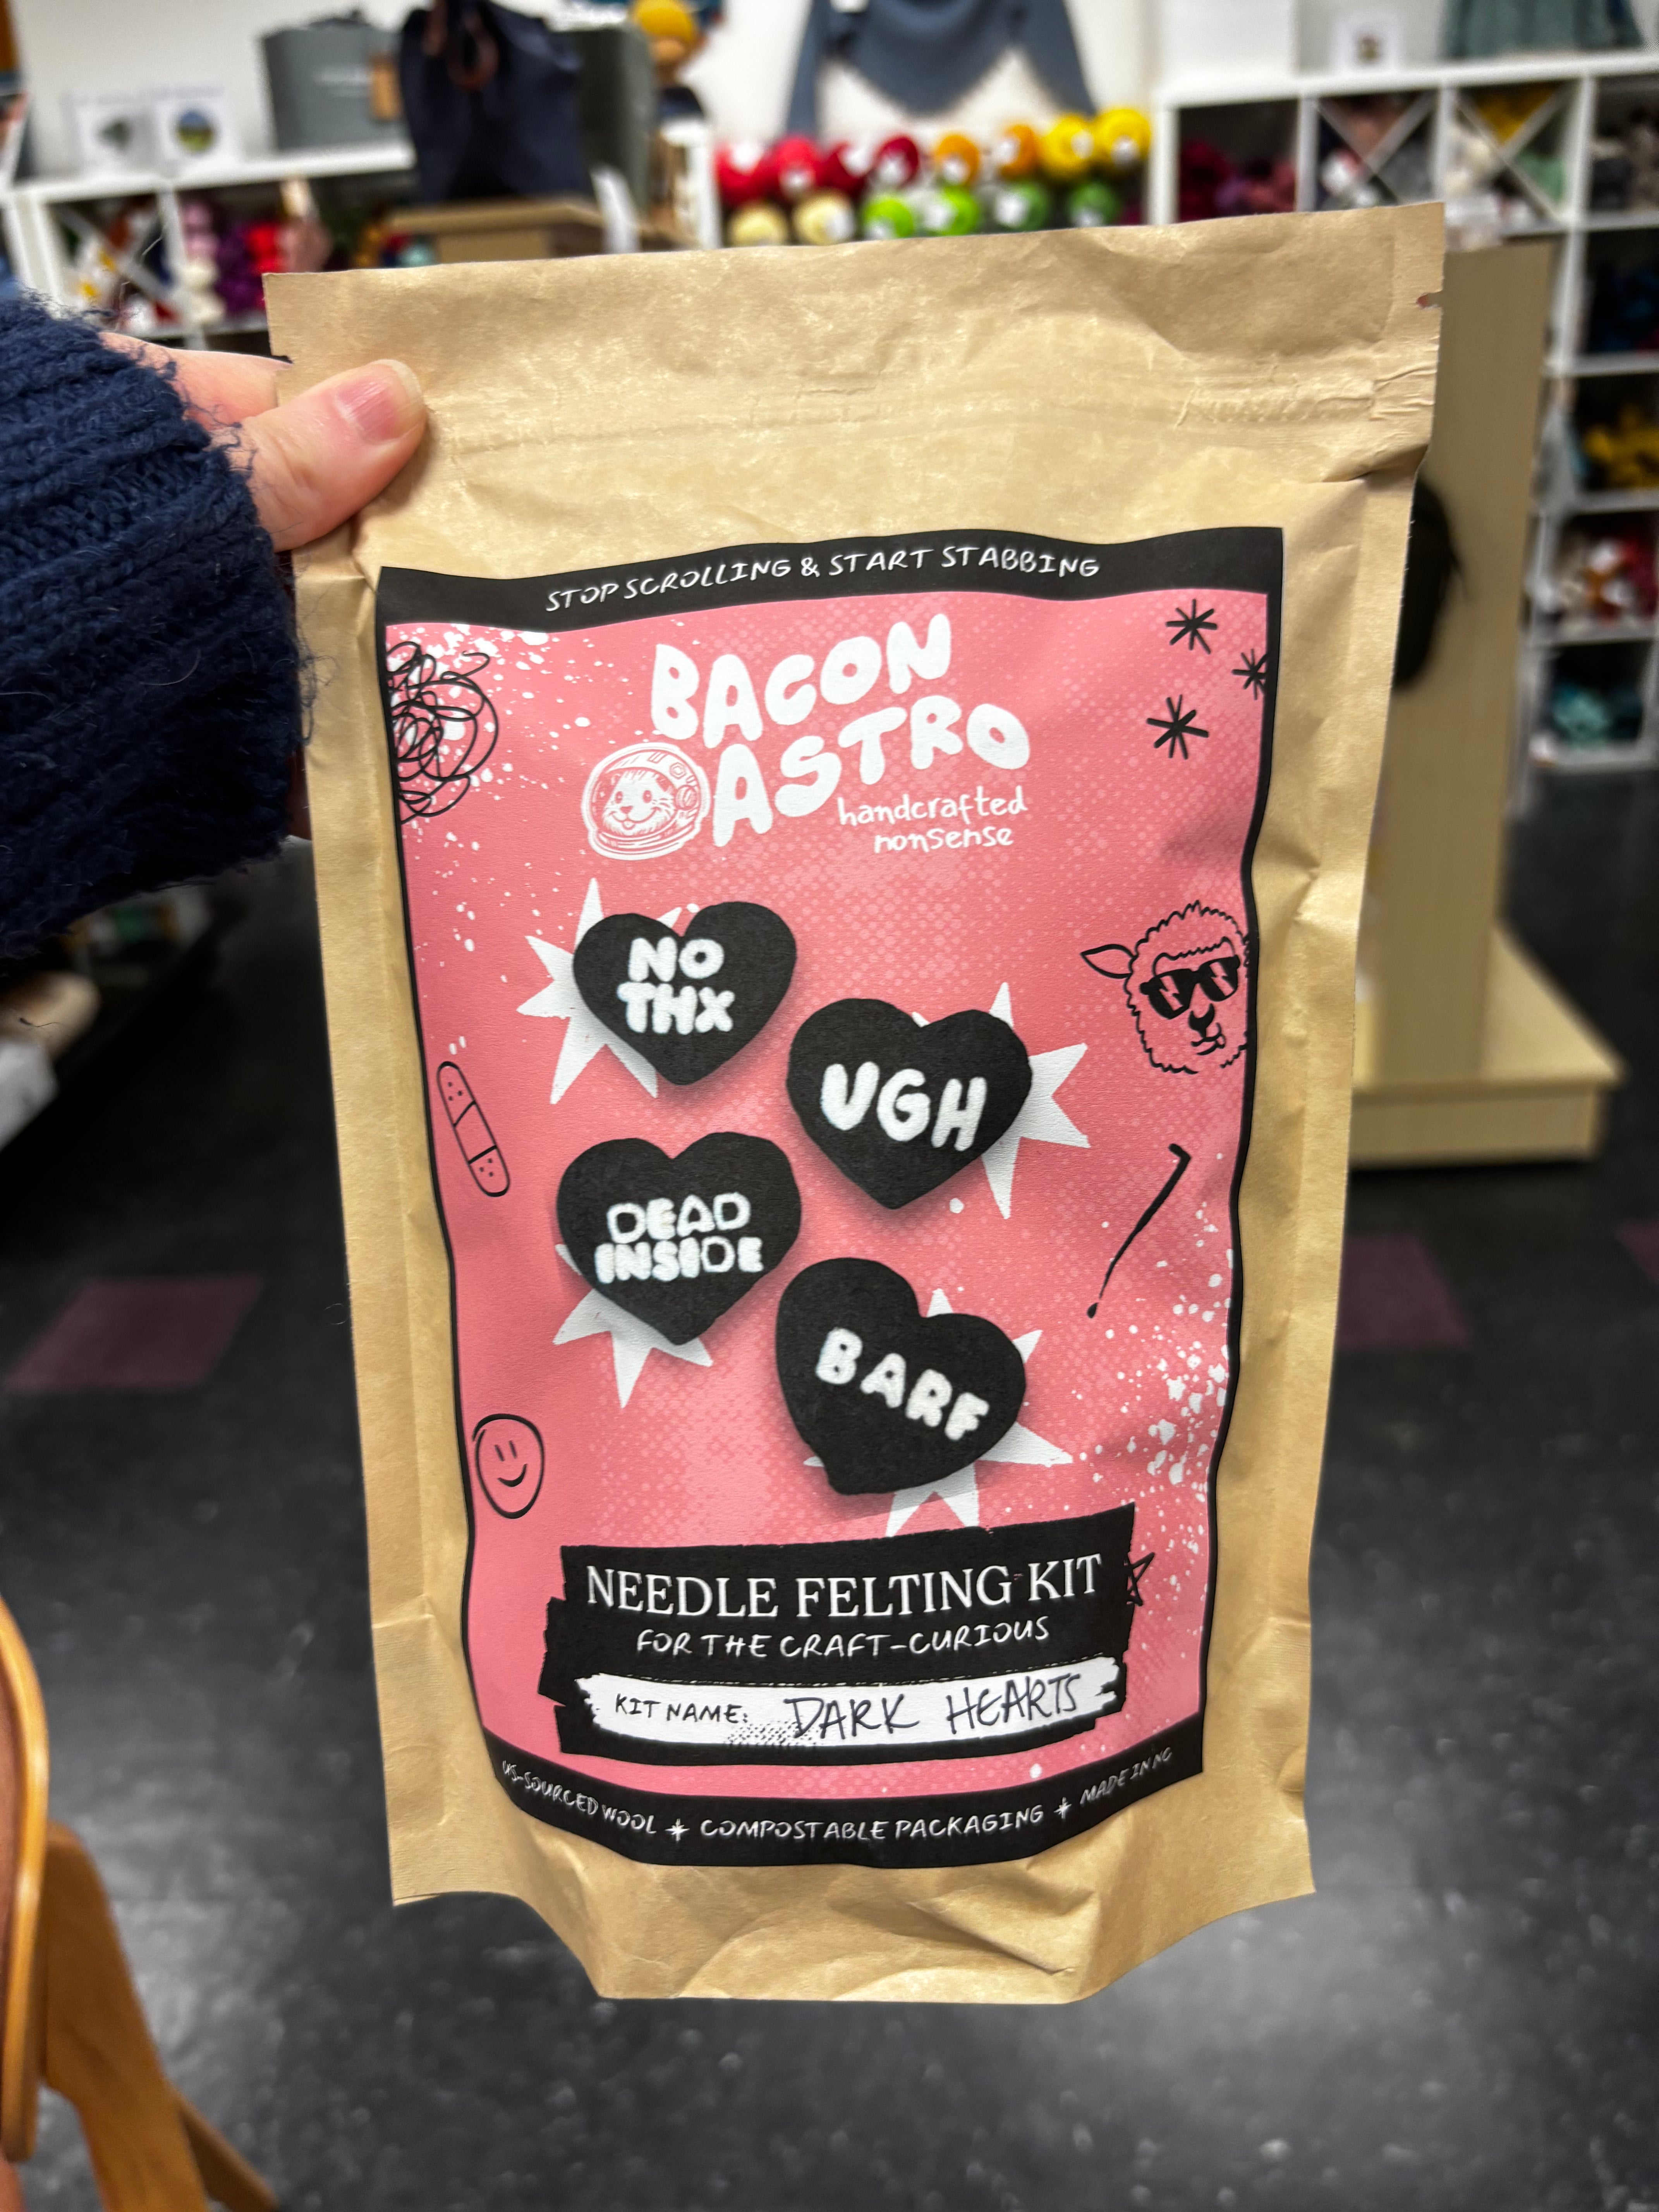 STOP SCROLLING & START STABBING
BACON
ASTRO
handcrafted
nonsense
NO
THX
UGH
DEAD
INSIDE
BARF
NEEDLE FELTING KIT
FOR THE CRAFT-CURIOUS
KIT NAME: DARK HEARTS
US-SOURCED WOOL * COMPOSTABLE PACKAGING * MADE IN NC